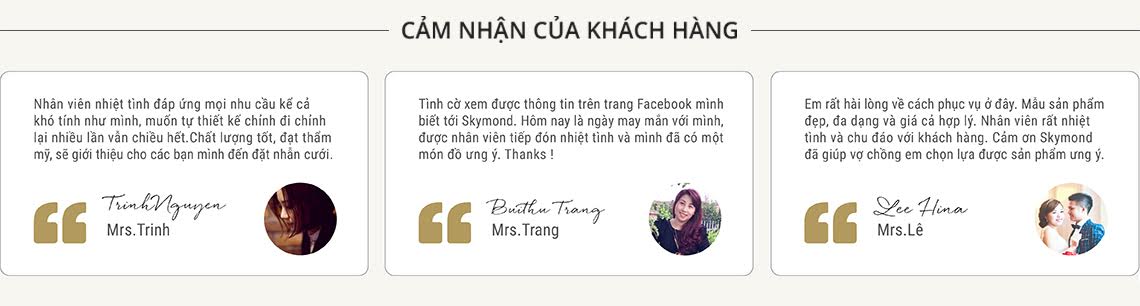 CẢM NHẬN CỦA KHÁCH HÀNG
Nhân viên nhiệt tình đáp ứng mọi nhu cầu kể cả
khó tính như mình, muốn tự thiết kế chính đi chỉnh
lại nhiều lần vẫn chiều hết.Chất lượng tốt, đạt thẩm
mỹ, sẽ giới thiệu cho các bạn mình đến đặt nhẫn cưới.
TrinhNguyen
Mrs.Trinh
Tình cờ xem được thông tin trên trang Facebook mình
biết tới Skymond. Hôm nay là ngày may mắn với mình,
được nhân viên tiếp đón nhiệt tình và mình đã có một
món đồ ưng ý. Thanks !
Buithu Trang
Mrs.Trang
Em rất hài lòng về cách phục vụ ở đây. Mẫu sản phẩm
đẹp, đa dạng và giá cả hợp lý. Nhân viên rất nhiệt
tình và chu đáo với khách hàng. Cảm ơn Skymond
đã giúp vợ chồng em chọn lựa được sản phẩm ưng ý.
Lee Hina
Mrs.Lê